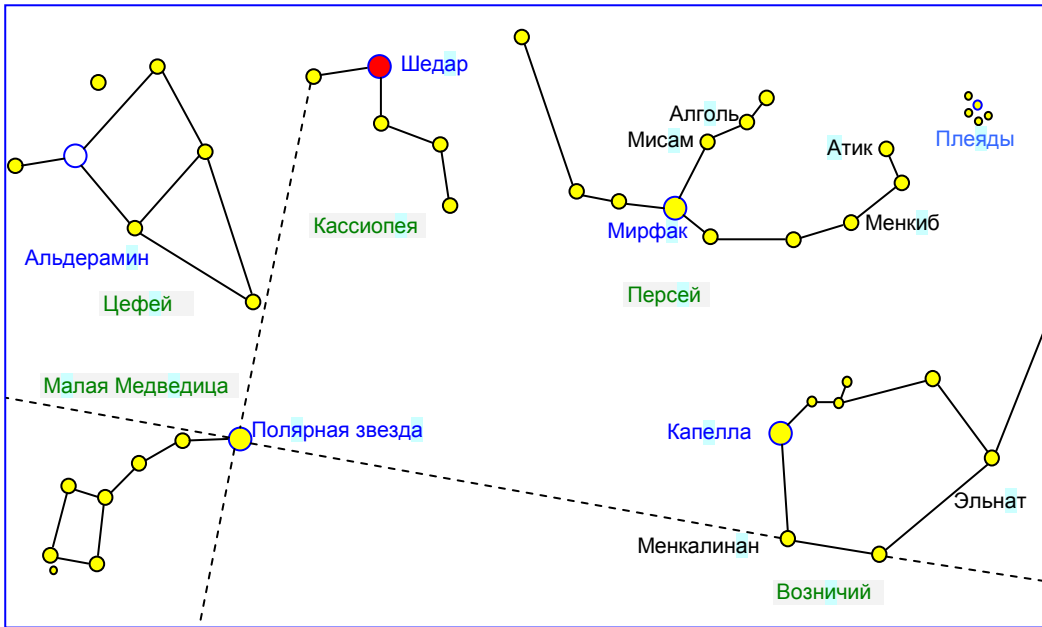 Шедар
Алголь
Мисам
Атик
Плеяды
Кассиопея
Мирфак
Менкиб
Альдерамин
Цефей
Персей
Малая Медведица
Полярная звезда
Капелла
Эльнат
Менкалинан
Возничий